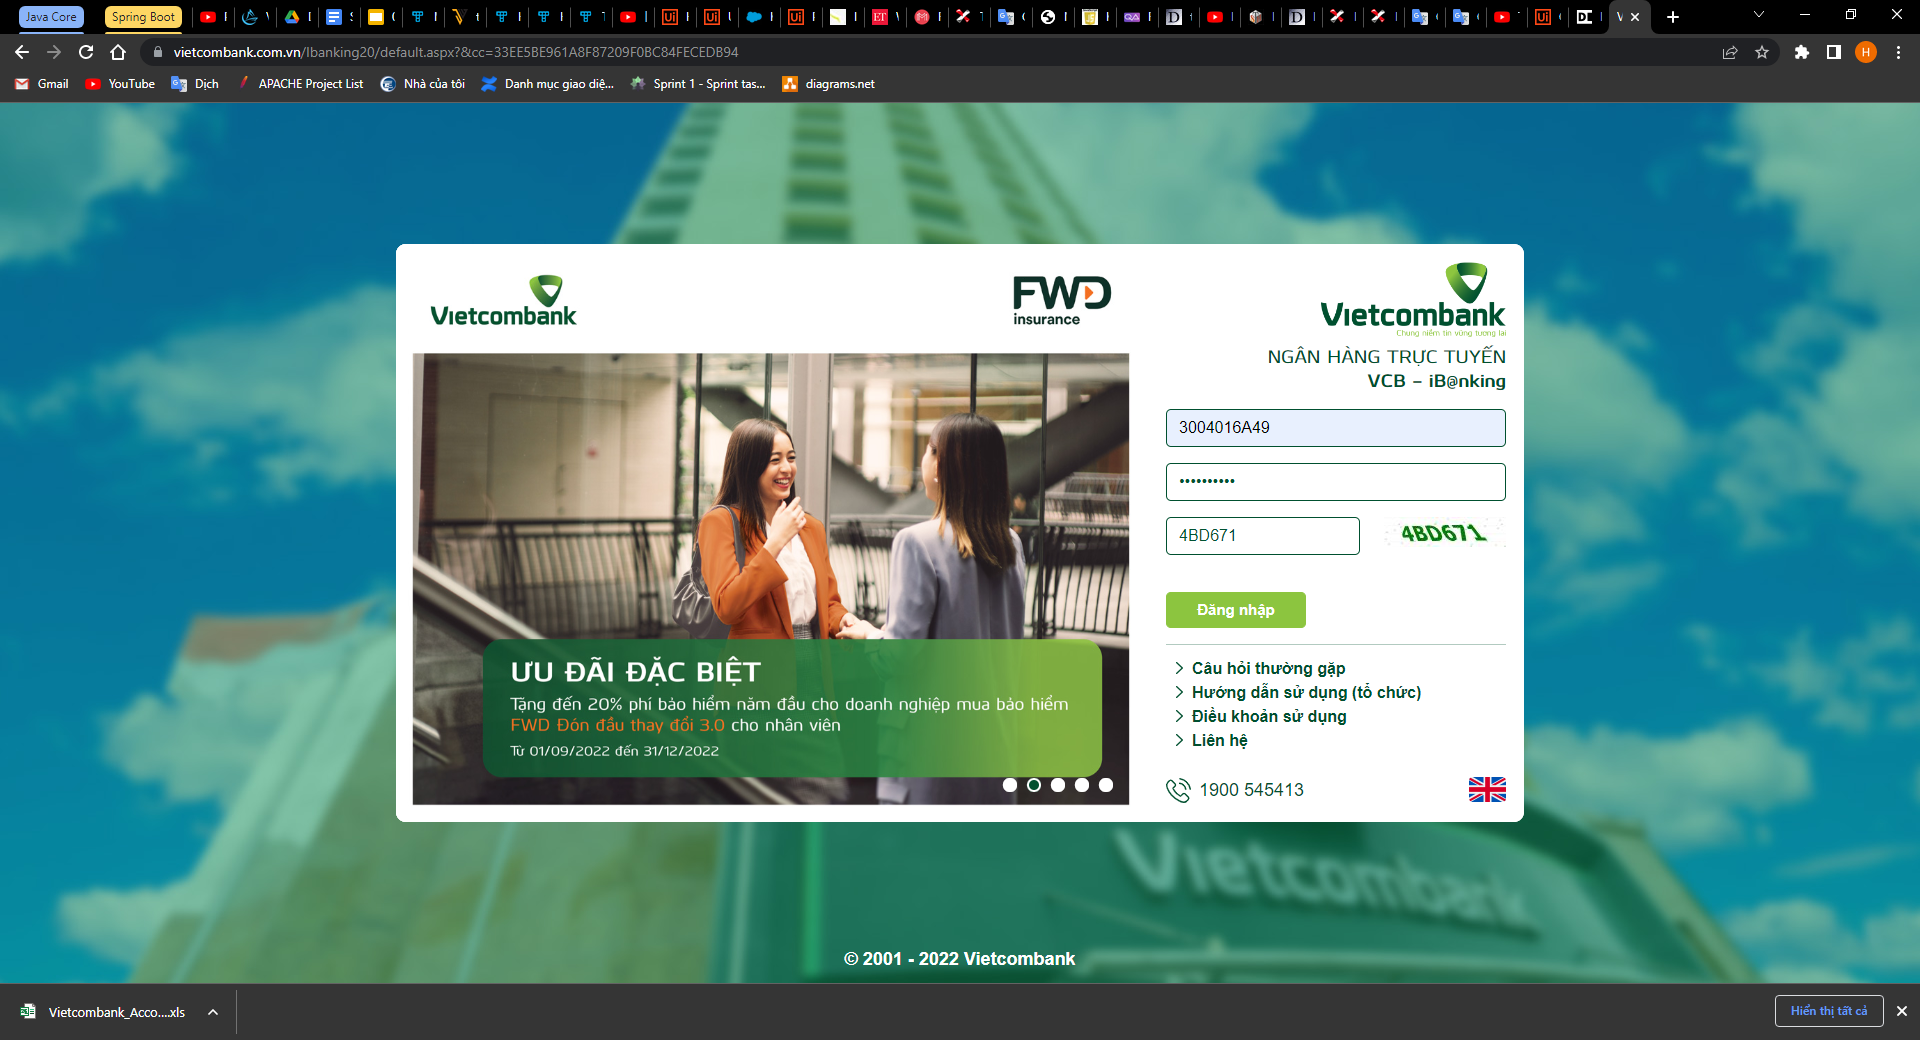 Java Core
Spring Boot
vietcombank.com.vn/Ibanking20/default.aspx?&cc=33EE5BE961A8F87209F0BC84FECEDB94
H
Gmail
YouTube
Dịch
APACHE Project List
Nhà của tôi
Danh mục giao diệ...
Sprint 1 - Sprint tas...
diagrams.net
Vietcombank
FWD
insurance
Vietcombank
Chung niềm tin vững tương lai
NGÂN HÀNG TRỰC TUYẾN
VCB – iB@nking
3004016A49
••••••••••
4BD671
4BD671
Đăng nhập
ƯU ĐÃI ĐẶC BIỆT
Tặng đến 20% phí bảo hiểm năm đầu cho doanh nghiệp mua bảo hiểm
FWD Đón đầu thay đổi 3.0 cho nhân viên
Từ 01/09/2022 đến 31/12/2022
Câu hỏi thường gặp
Hướng dẫn sử dụng (tổ chức)
Điều khoản sử dụng
Liên hệ
1900 545413
Vietcombank
© 2001 - 2022 Vietcombank
Vietcombank_Acco....xls
Hiển thị tất cả